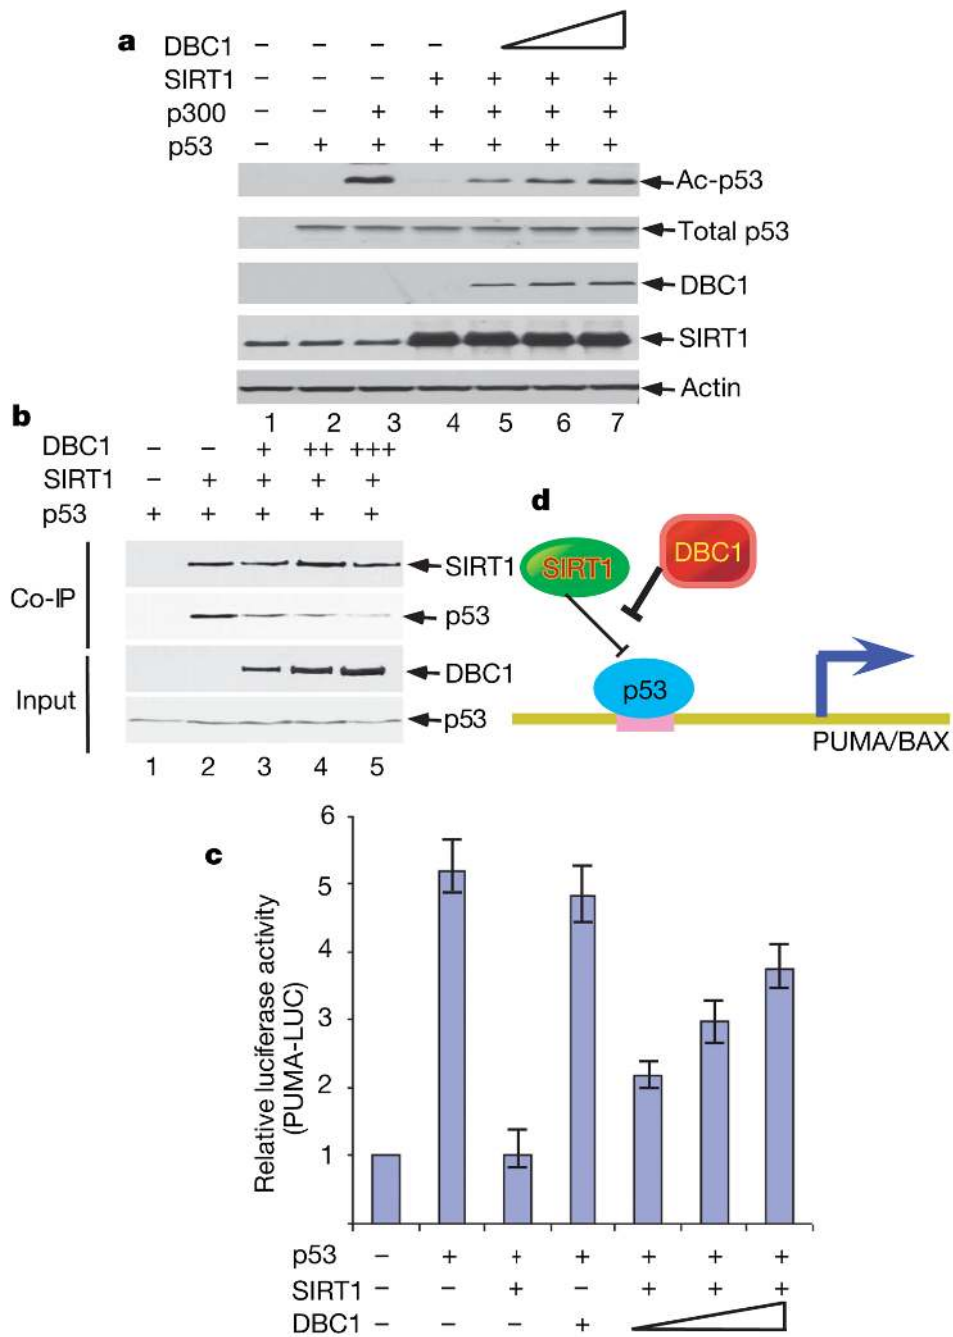 a
DBC1 – – – –
SIRT1 – – – + + + +
p300 – – + + + + +
p53 – + + + + + +
Ac-p53
Total p53
DBC1
SIRT1
Actin
1 2 3 4 5 6 7
b
DBC1 – – + ++ +++
SIRT1 – + + + +
p53 + + + + +
Co-IP
SIRT1
p53
Input
DBC1
p53
1 2 3 4 5
d
SIRT1
DBC1
p53
PUMA/BAX
c
Relative luciferase activity
(PUMA-LUC)
6
5
4
3
2
1
p53 – + + + + + +
SIRT1 – – + – + + +
DBC1 – – – +